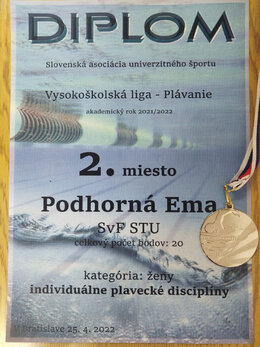 DIPLOM
Slovenská asociácia univerzitného športu
Vysokoškolská liga - Plávanie
akademický rok 2021/2022
2. miesto
Podhorná Ema
SvF STU
celkový počet bodov: 20
kategória: ženy
individuálne plavecké disciplíny
V Bratislave 25. 4. 2022